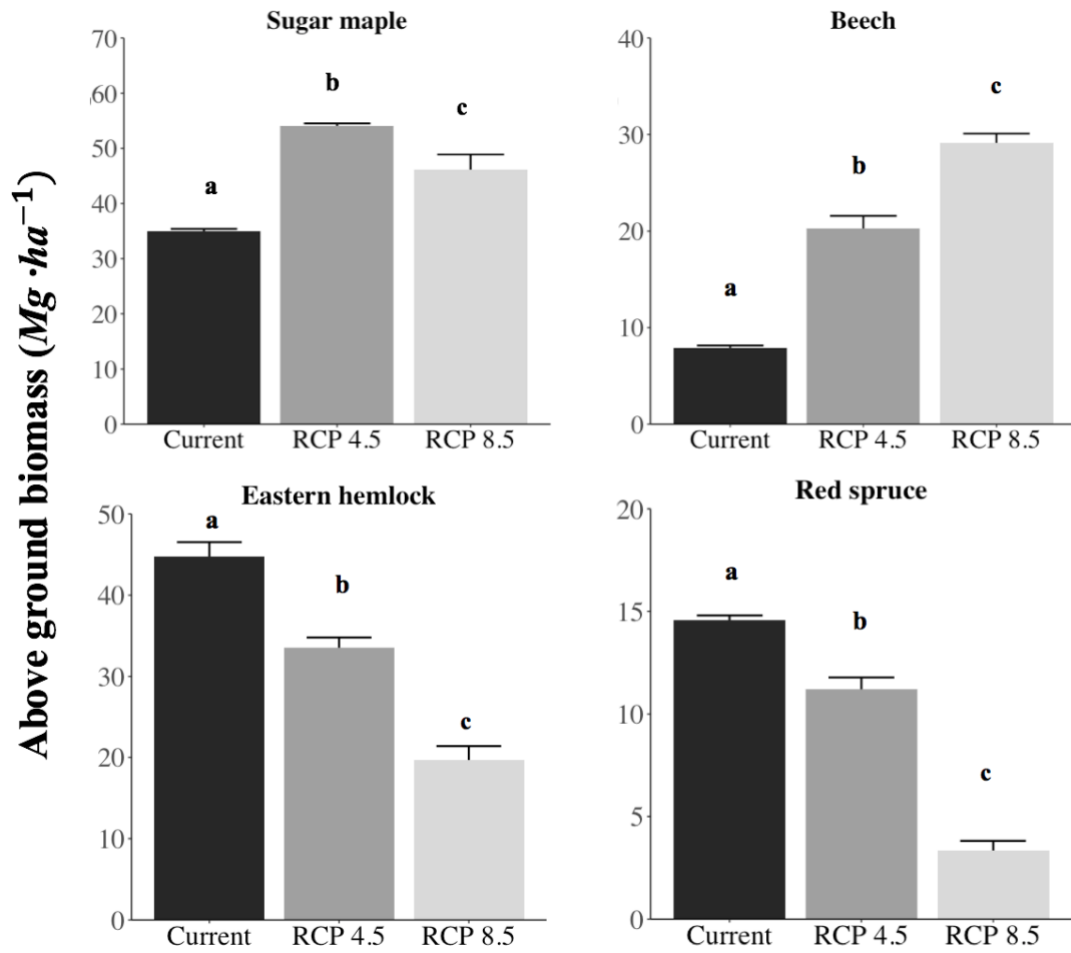 Above ground biomass (Mg ·ha⁻¹)
Sugar maple
70
60
50
40
30
20
10
0
a
b
c
Current RCP 4.5 RCP 8.5
Beech
40
30
20
10
0
a
b
c
Current RCP 4.5 RCP 8.5
Eastern hemlock
50
40
30
20
10
0
a
b
c
Current RCP 4.5 RCP 8.5
Red spruce
20
15
10
5
0
a
b
c
Current RCP 4.5 RCP 8.5